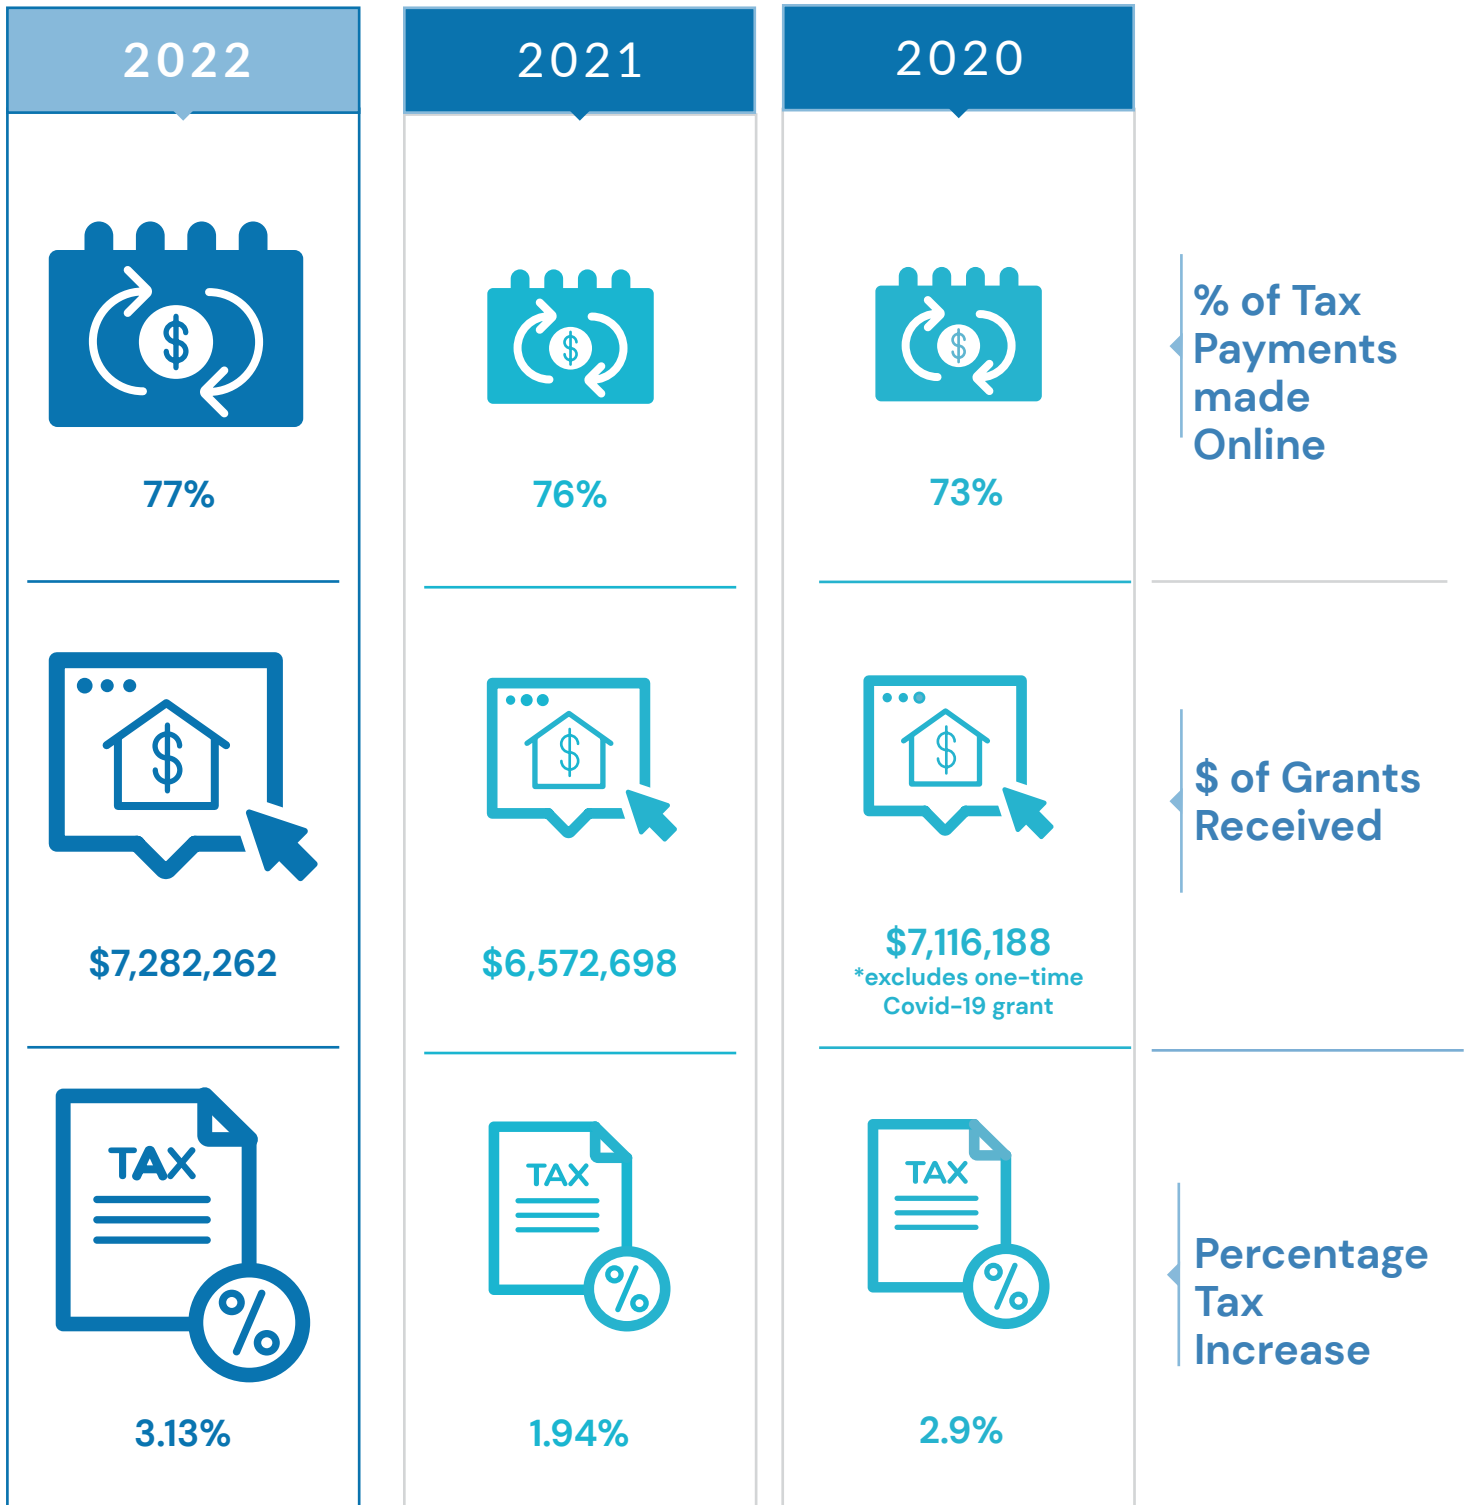 2022
2021
2020
% of Tax
Payments
made
Online
77%
76%
73%
$ of Grants
Received
$7,282,262
$6,572,698
$7,116,188
*excludes one-time
Covid-19 grant
TAX
%
TAX
%
TAX
%
Percentage
Tax
Increase
3.13%
1.94%
2.9%